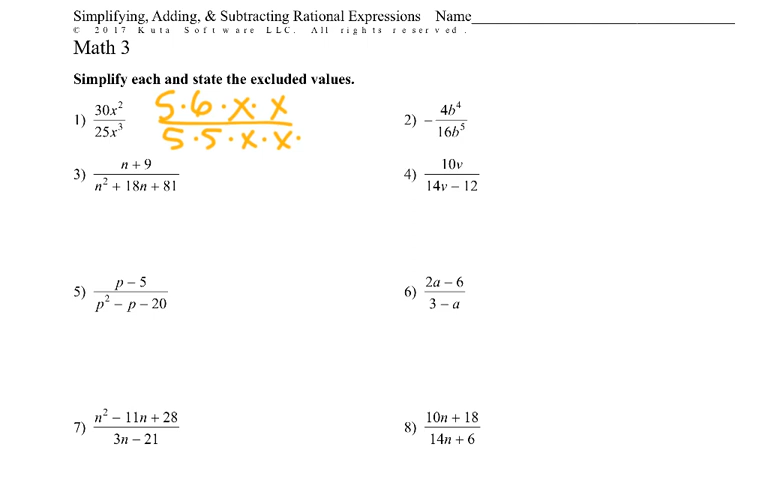 Simplifying, Adding, & Subtracting Rational Expressions Name
© 2017 Kuta Software LLC. All rights reserved.
Math 3
Simplify each and state the excluded values.
1) 30x² / 25x³ 5·6·x·x / 5·5·x·x·
2) − 4b⁴ / 16b⁵
3) n + 9 / n² + 18n + 81
4) 10v / 14v − 12
5) p − 5 / p² − p − 20
6) 2a − 6 / 3 − a
7) n² − 11n + 28 / 3n − 21
8) 10n + 18 / 14n + 6